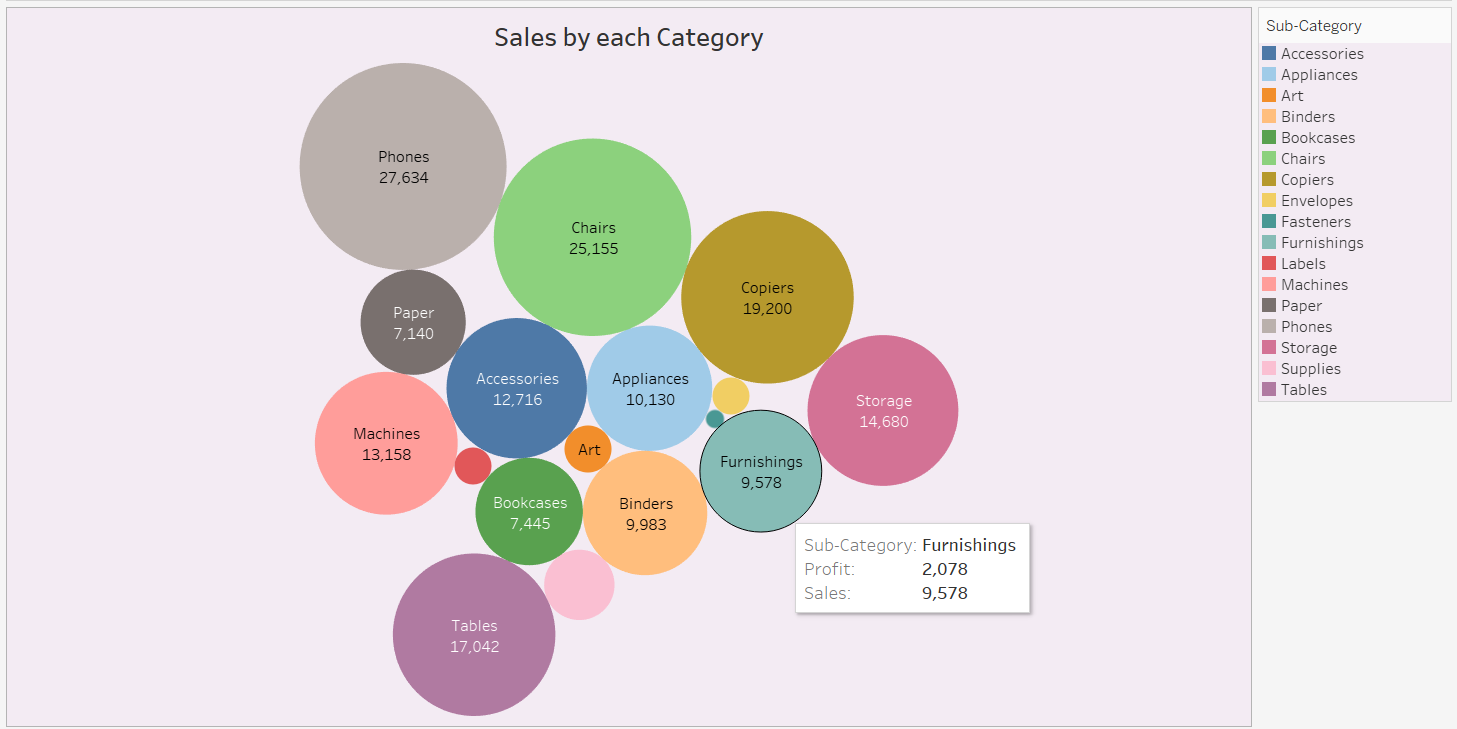 Sales by each Category
Phones
27,634
Chairs
25,155
Copiers
19,200
Paper
7,140
Accessories
12,716
Appliances
10,130
Storage
14,680
Machines
13,158
Art
Furnishings
9,578
Bookcases
7,445
Binders
9,983
Sub-Category: Furnishings
Profit: 2,078
Sales: 9,578
Tables
17,042
Sub-Category
Accessories
Appliances
Art
Binders
Bookcases
Chairs
Copiers
Envelopes
Fasteners
Furnishings
Labels
Machines
Paper
Phones
Storage
Supplies
Tables